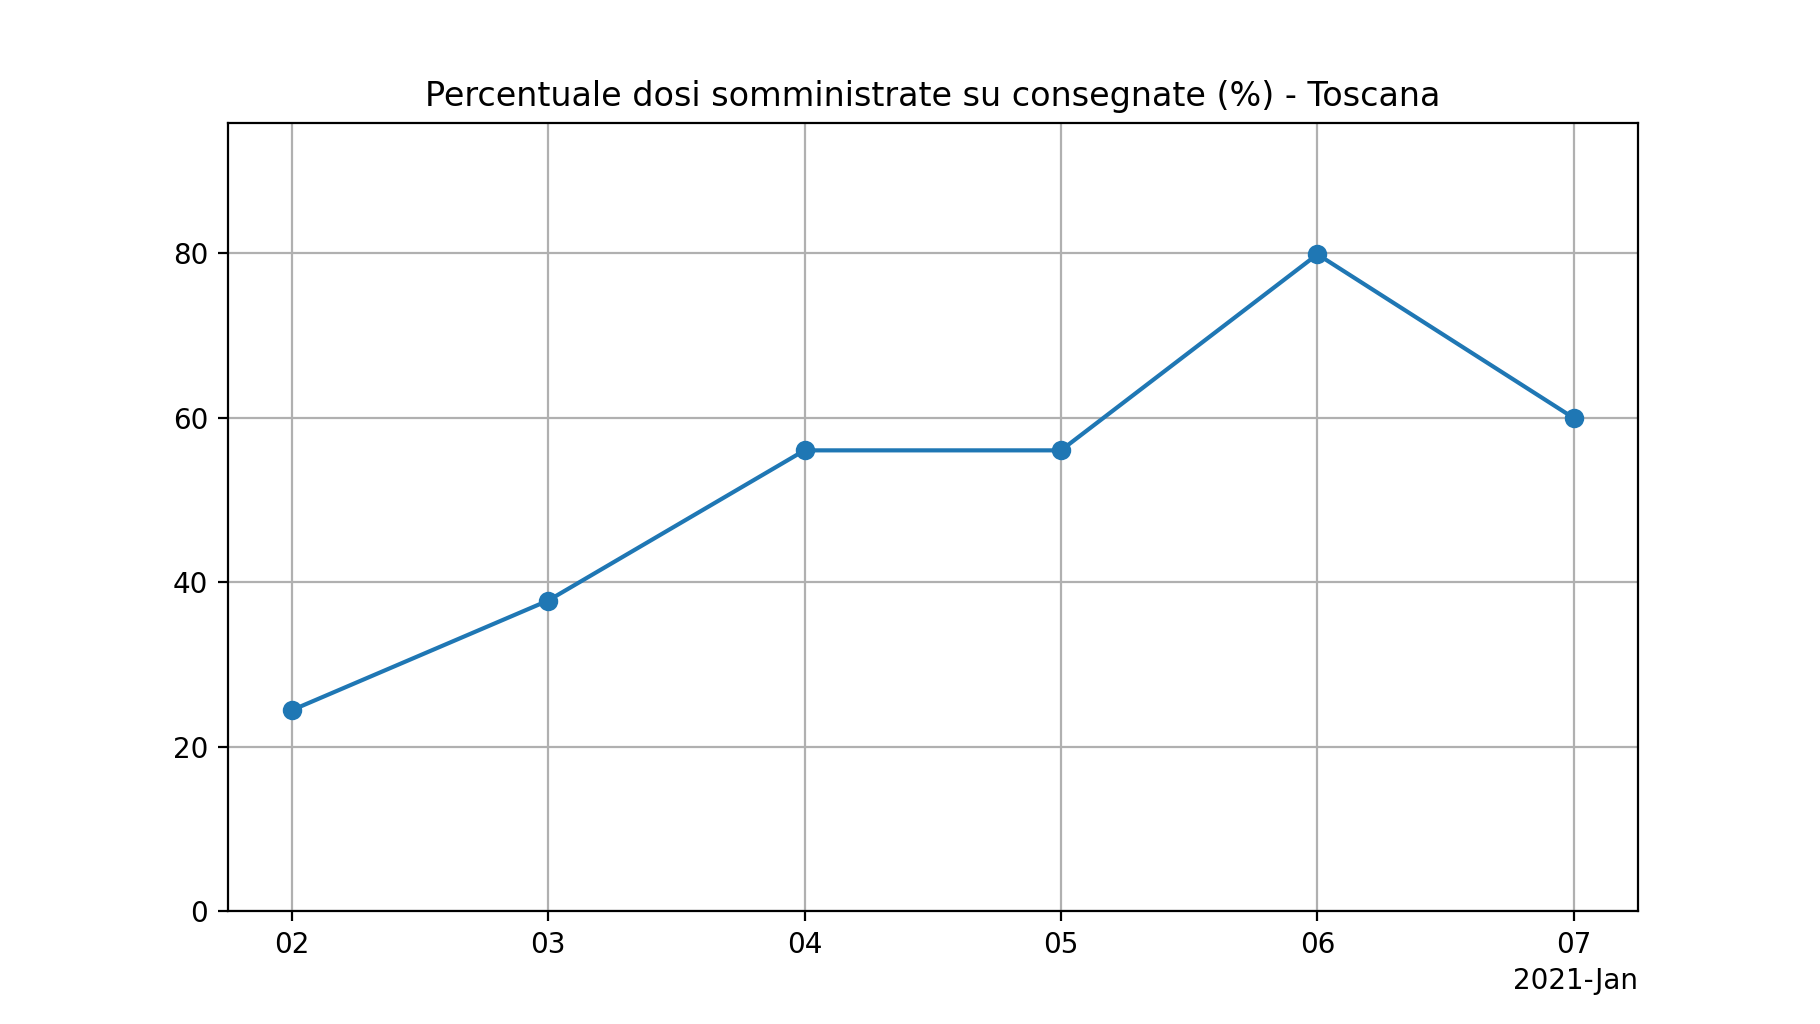 Percentuale dosi somministrate su consegnate (%) - Toscana
80
60
40
20
0
02 03 04 05 06 07
2021-Jan